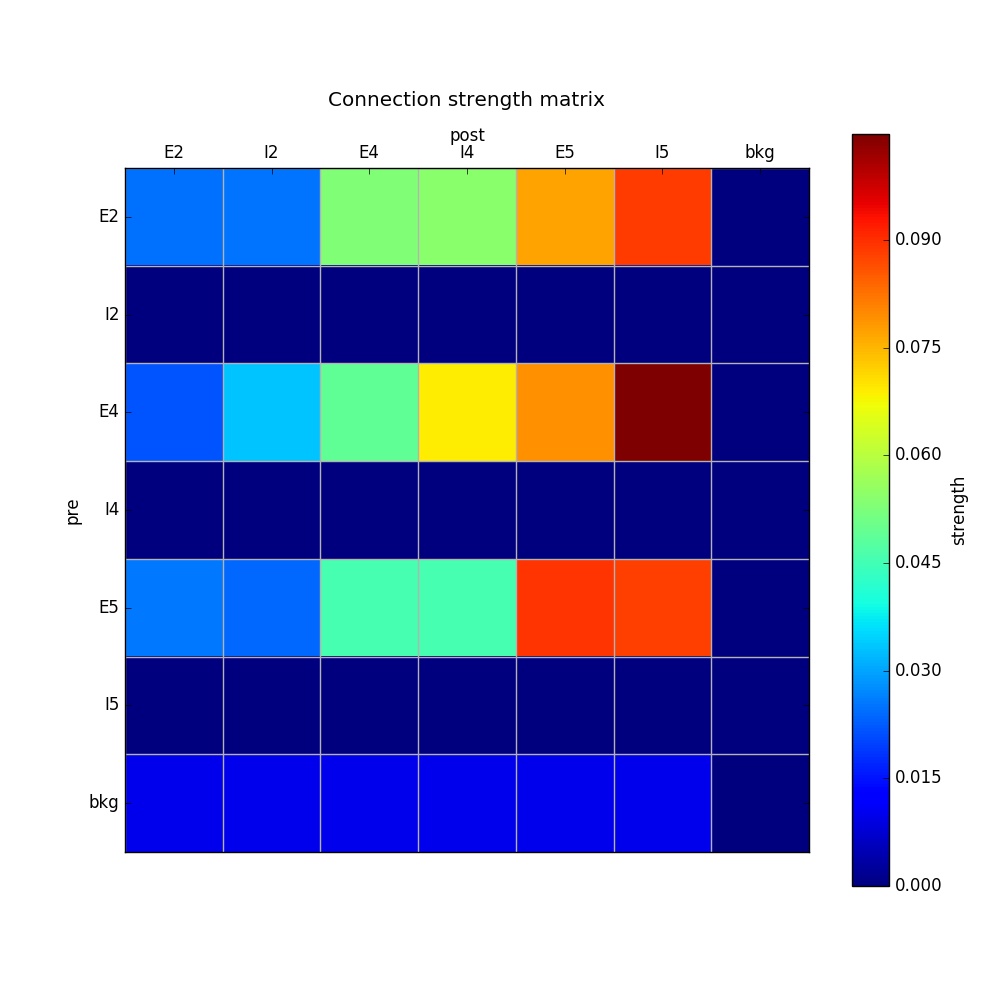 Connection strength matrix
post
E2 I2 E4 I4 E5 I5 bkg
E2
I2
E4
I4
E5
I5
bkg
pre
0.090
0.075
0.060
0.045
0.030
0.015
0.000
strength